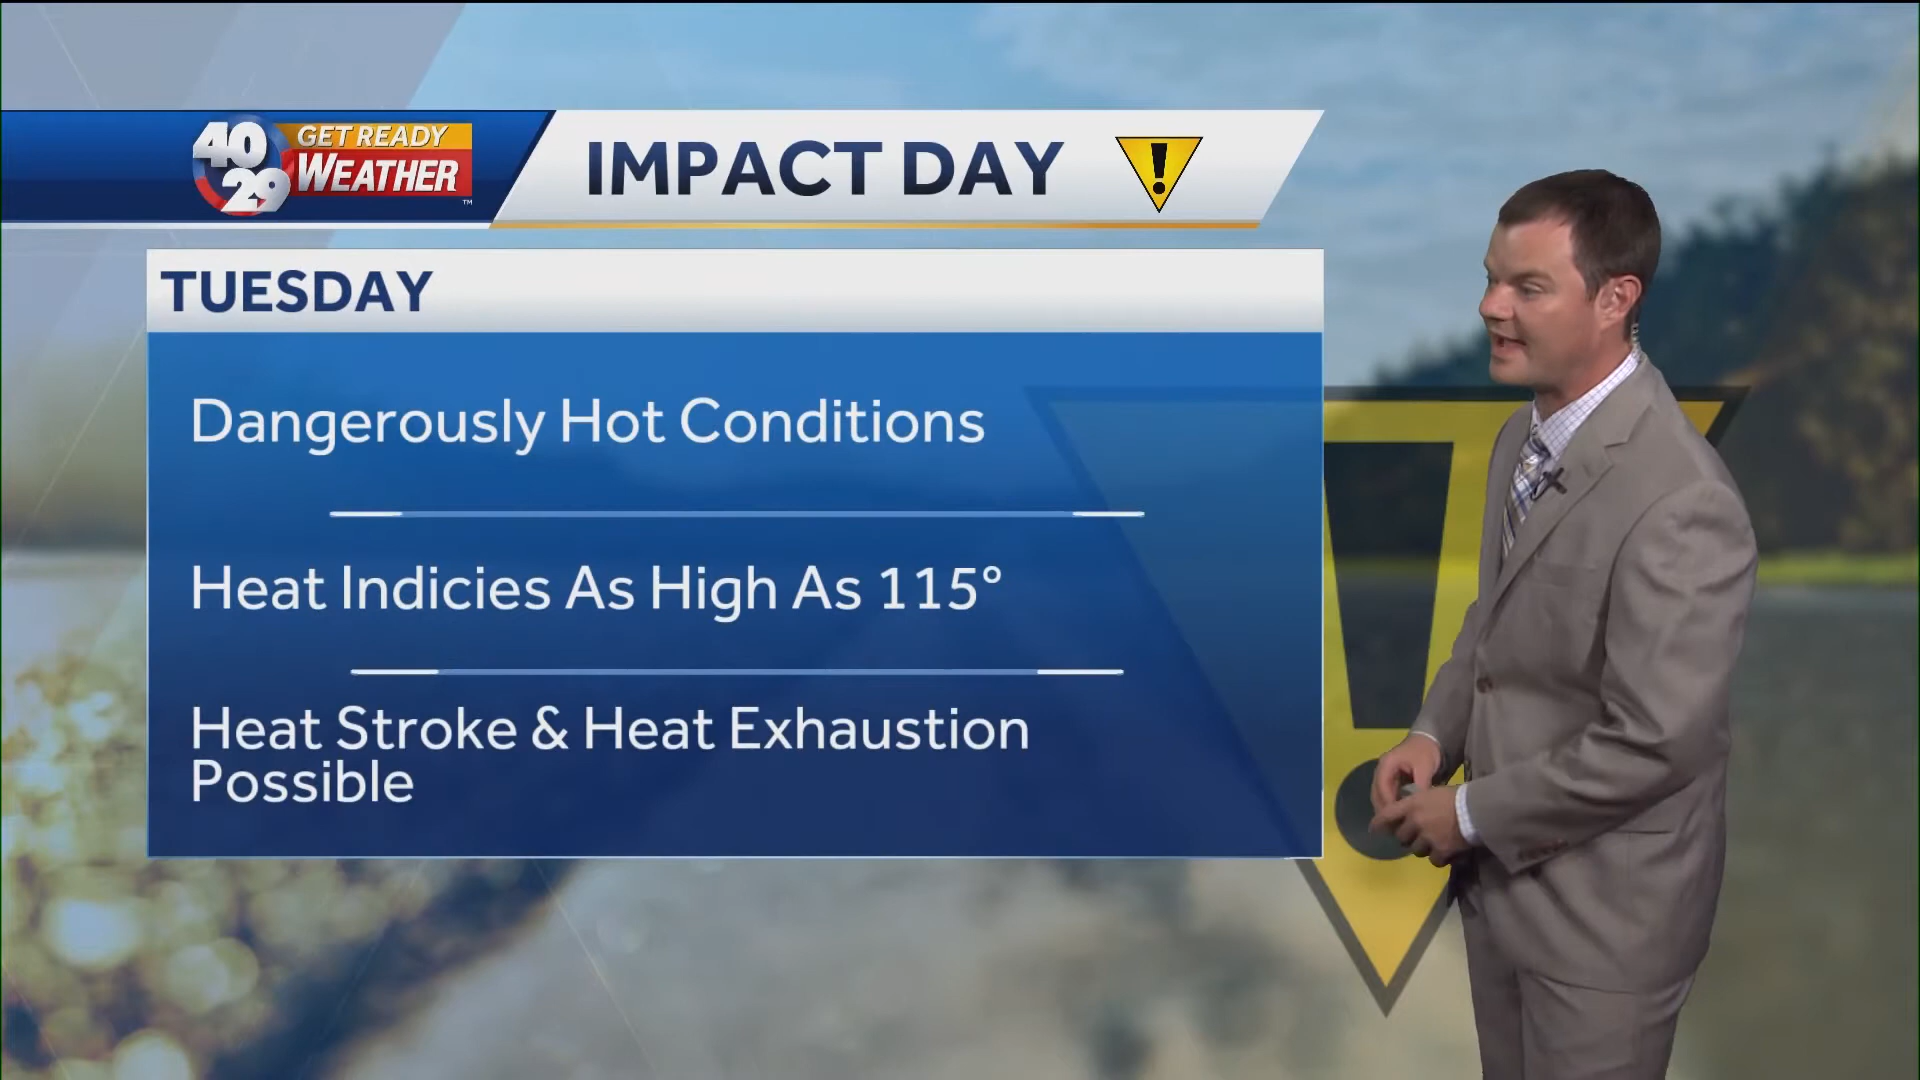 40
29
GET READY
WEATHER™
IMPACT DAY
TUESDAY
Dangerously Hot Conditions
Heat Indicies As High As 115°
Heat Stroke & Heat Exhaustion
Possible